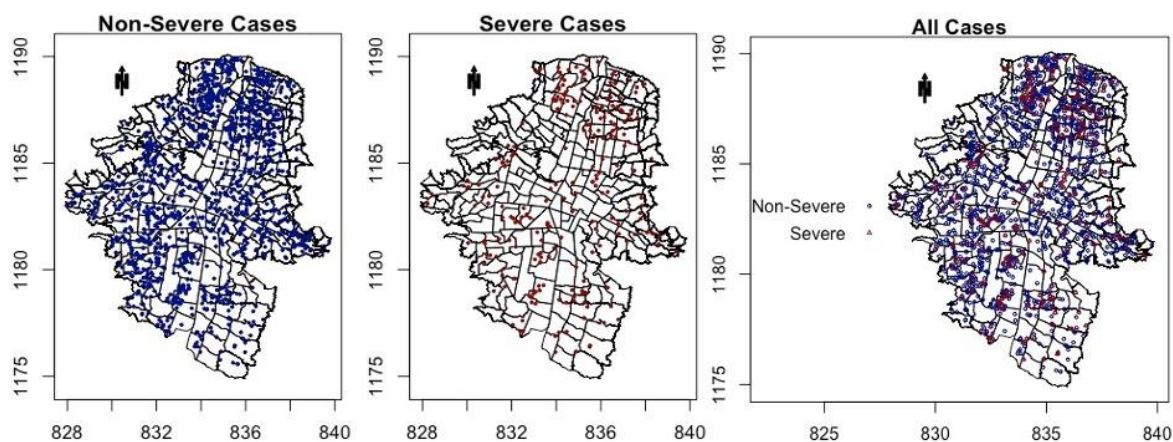 Non-Severe Cases
N
1190
1185
1180
1175
828 832 836 840
Severe Cases
N
1190
1185
1180
1175
828 832 836 840
All Cases
N
1190
1185
1180
1175
Non-Severe
Severe
825 830 835 840